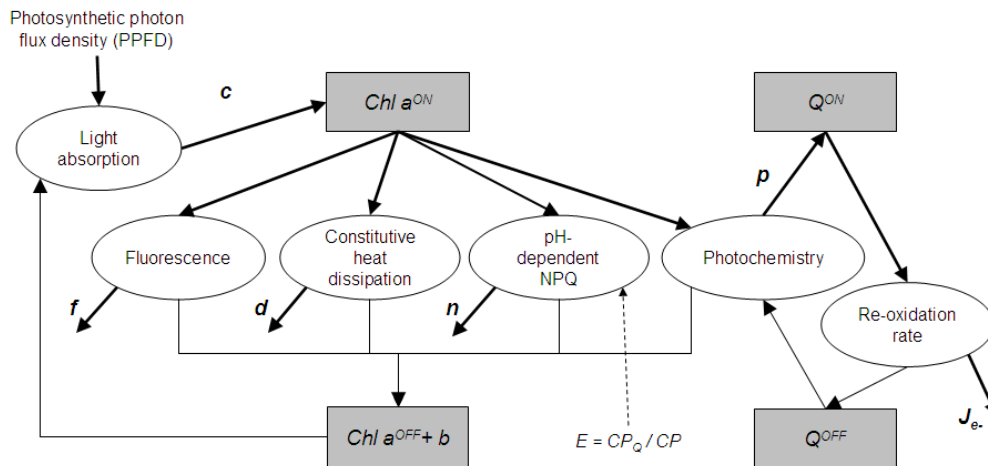 Photosynthetic photon
flux density (PPFD)
c
Chl a^ON
Q^ON
Light
absorption
p
Fluorescence
Constitutive
heat
dissipation
pH-
dependent
NPQ
Photochemistry
f
d
n
Re-oxidation
rate
Chl a^OFF + b
E = CP_Q / CP
Q^OFF
J_e-